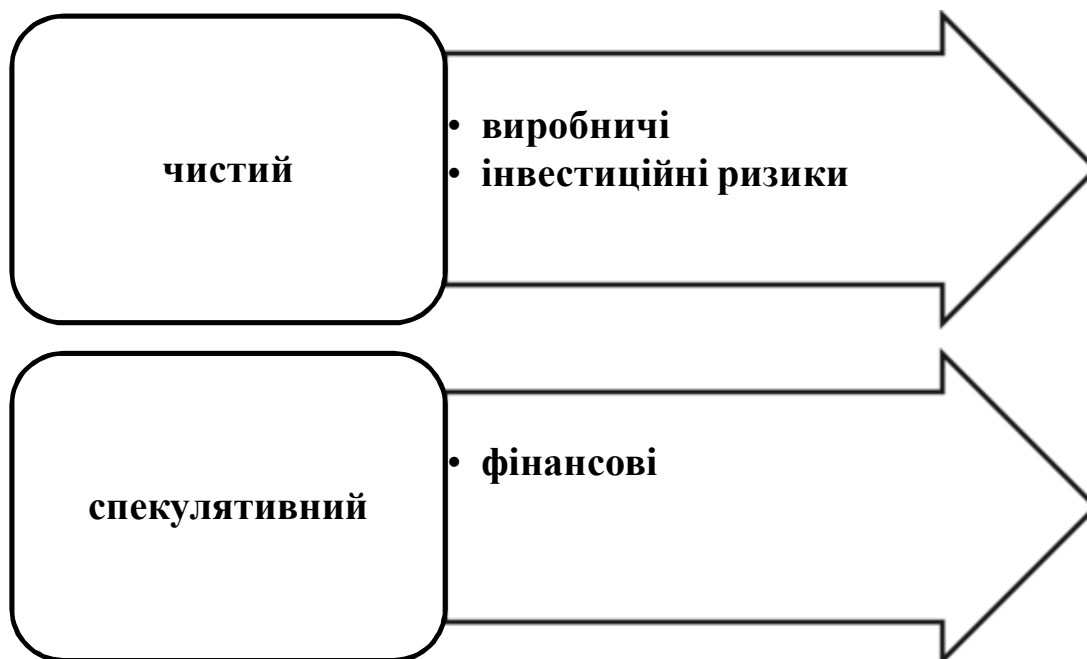 чистий
• виробничі
• інвестиційні ризики
спекулятивний
• фінансові